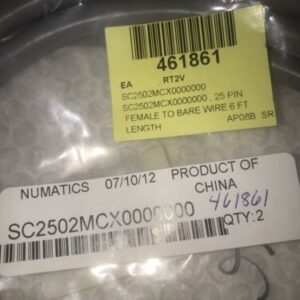 461861
EA RT2V
SC2502MCX0000000
SC2502MCX0000000 , 25 PIN
FEMALE TO BARE WIRE 6 FT
LENGTH AP08B SR
NUMATICS 07/10/12 PRODUCT OF
CHINA
461861
SC2502MCX0000000 QTY:2